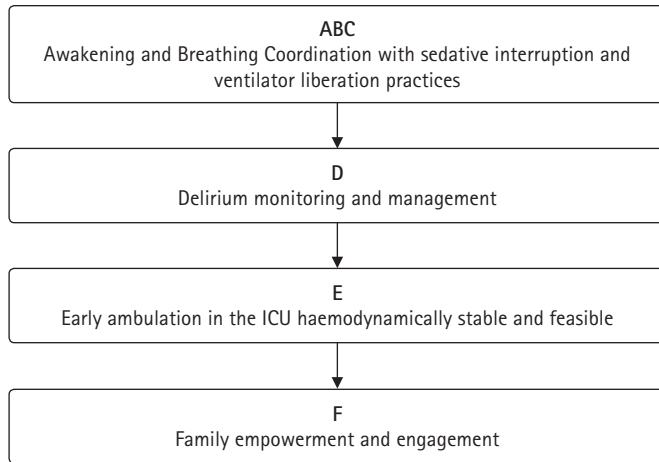 ABC
Awakening and Breathing Coordination with sedative interruption and
ventilator liberation practices
D
Delirium monitoring and management
E
Early ambulation in the ICU haemodynamically stable and feasible
F
Family empowerment and engagement